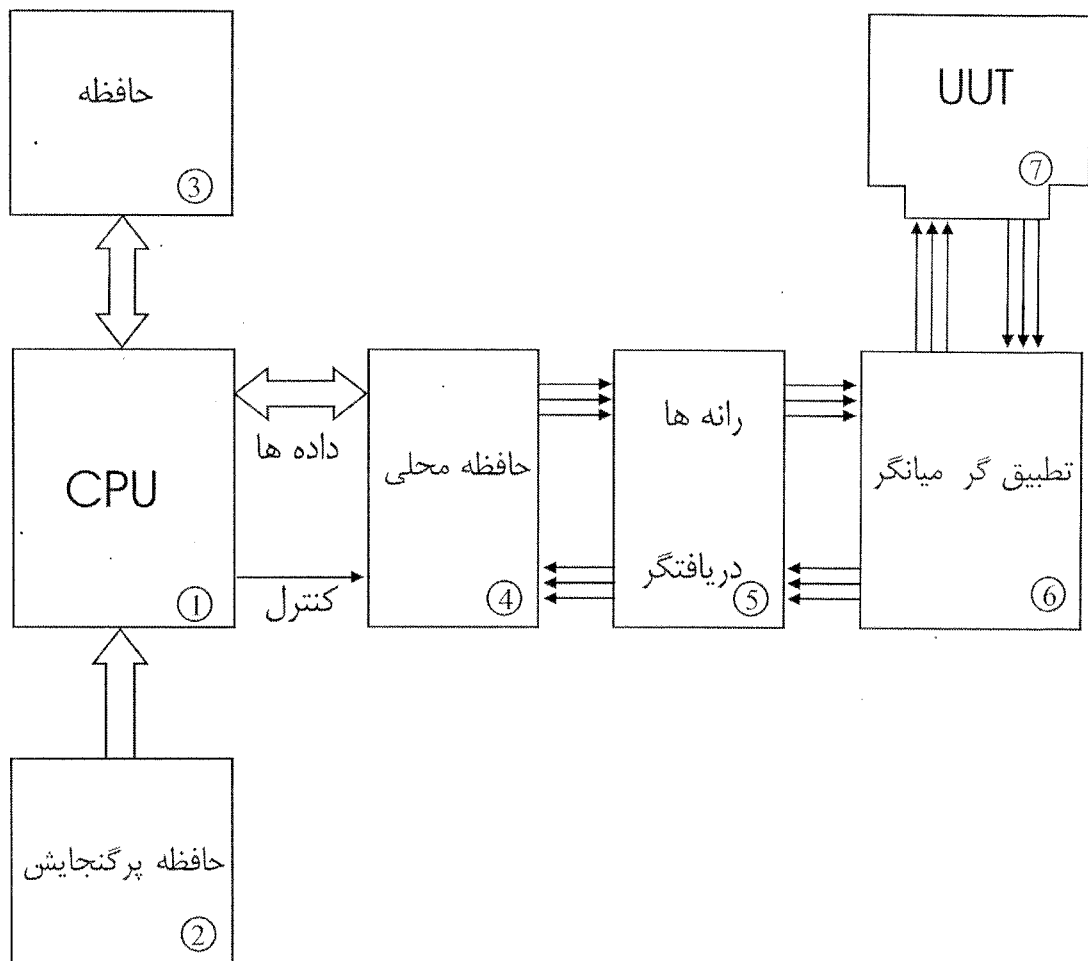 حافظه
③
UUT
⑦
CPU
①
داده ها
کنترل
حافظه محلی
④
رانه ها
دریافتگر
⑤
تطبیق گر میانگر
⑥
حافظه پرگنجایش
②